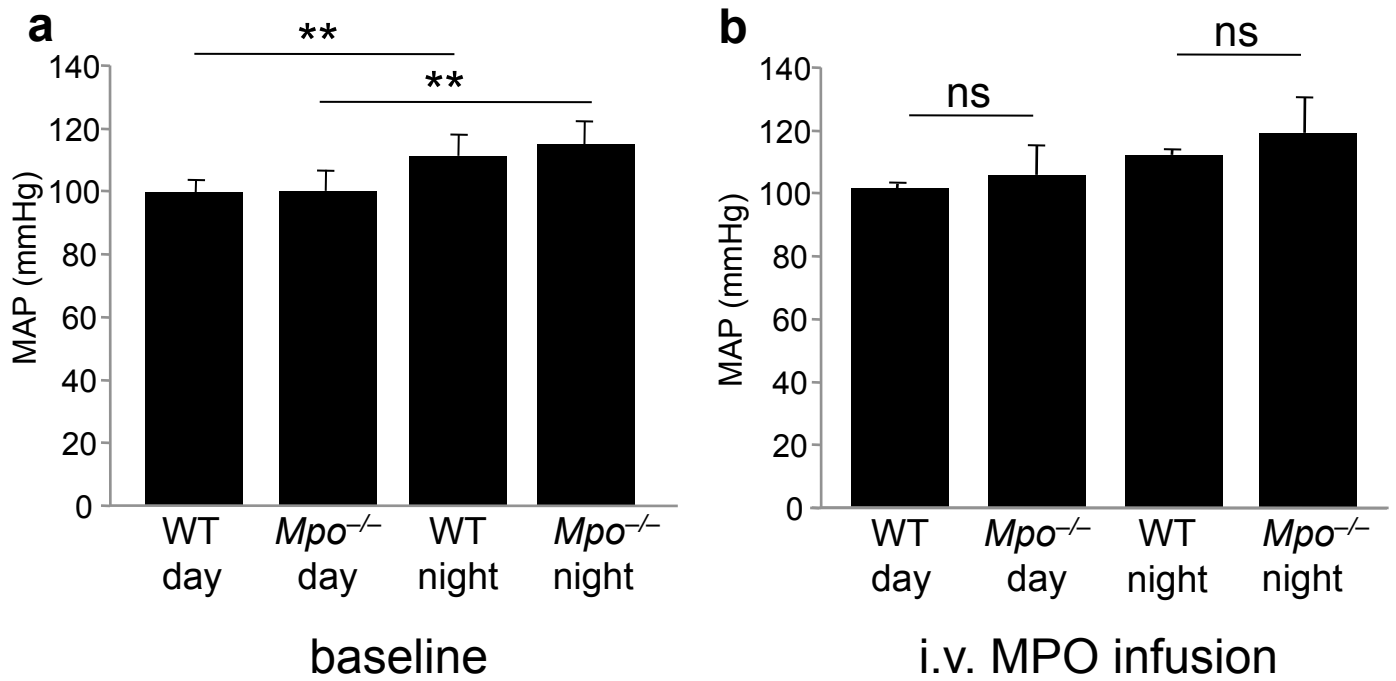 a
**
**
MAP (mmHg)
140
120
100
80
60
40
20
0
WT day
Mpo–/– day
WT night
Mpo–/– night
baseline
b
ns
ns
MAP (mmHg)
140
120
100
80
60
40
20
0
WT day
Mpo–/– day
WT night
Mpo–/– night
i.v. MPO infusion